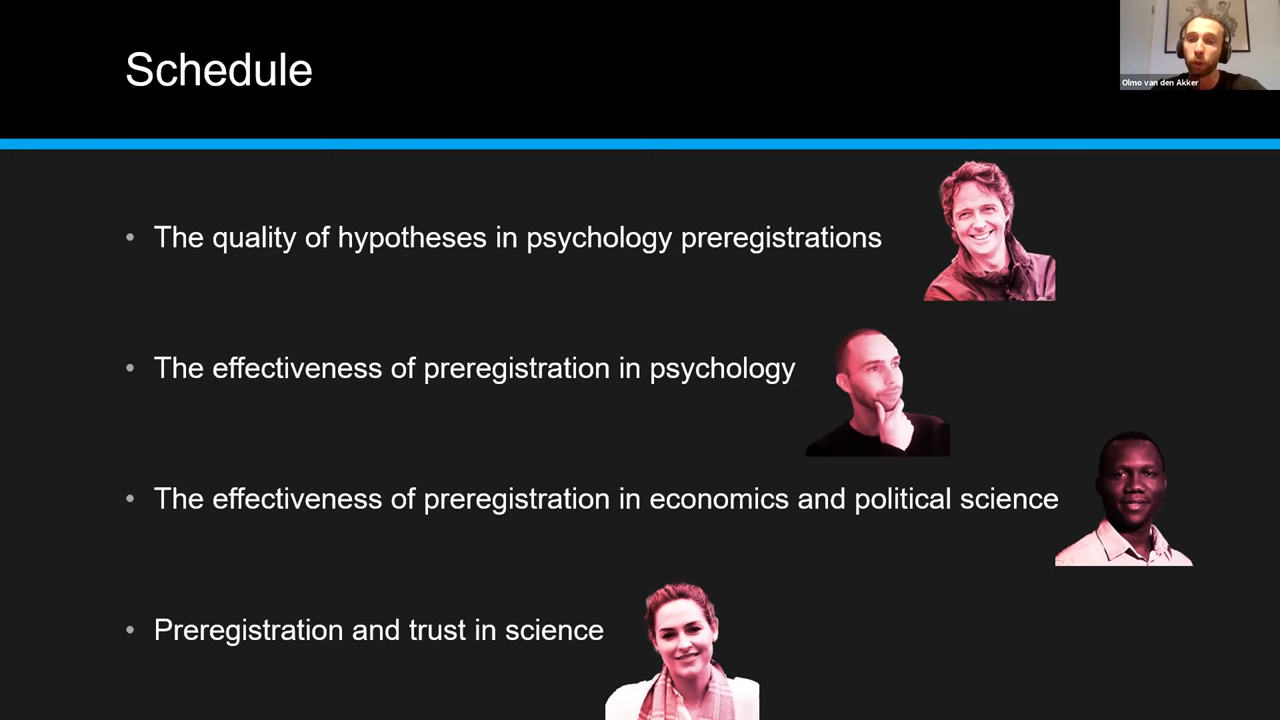 Schedule
Olmo van den Akker
• The quality of hypotheses in psychology preregistrations
• The effectiveness of preregistration in psychology
• The effectiveness of preregistration in economics and political science
• Preregistration and trust in science